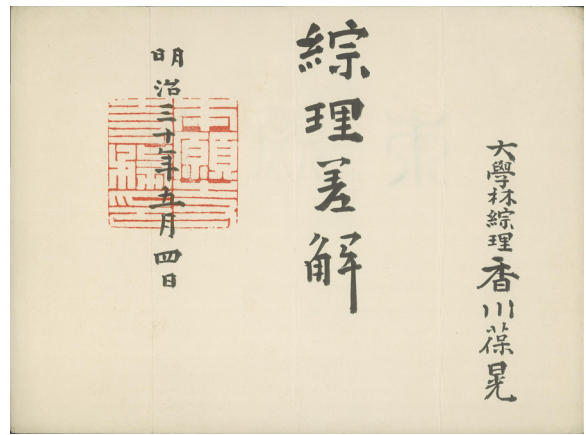 大學林綜理香川葆晃
綜理差解
明治三十年五月四日